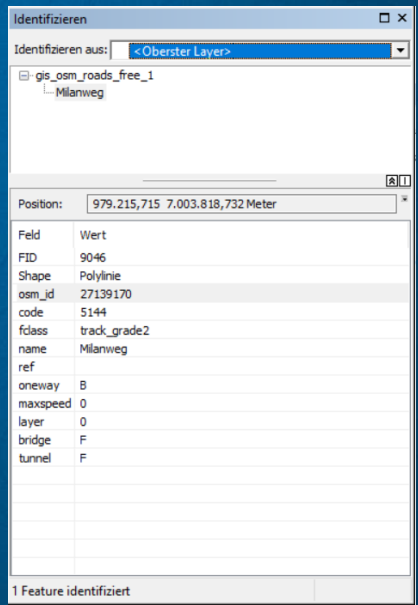 Identifizieren
Identifizieren aus: <Oberster Layer>
gis_osm_roads_free_1
Milanweg
Position: 979.215,715 7.003.818,732 Meter
Feld Wert
FID 9046
Shape Polylinie
osm_id 27139170
code 5144
fclass track_grade2
name Milanweg
ref
oneway B
maxspeed 0
layer 0
bridge F
tunnel F
1 Feature identifiziert